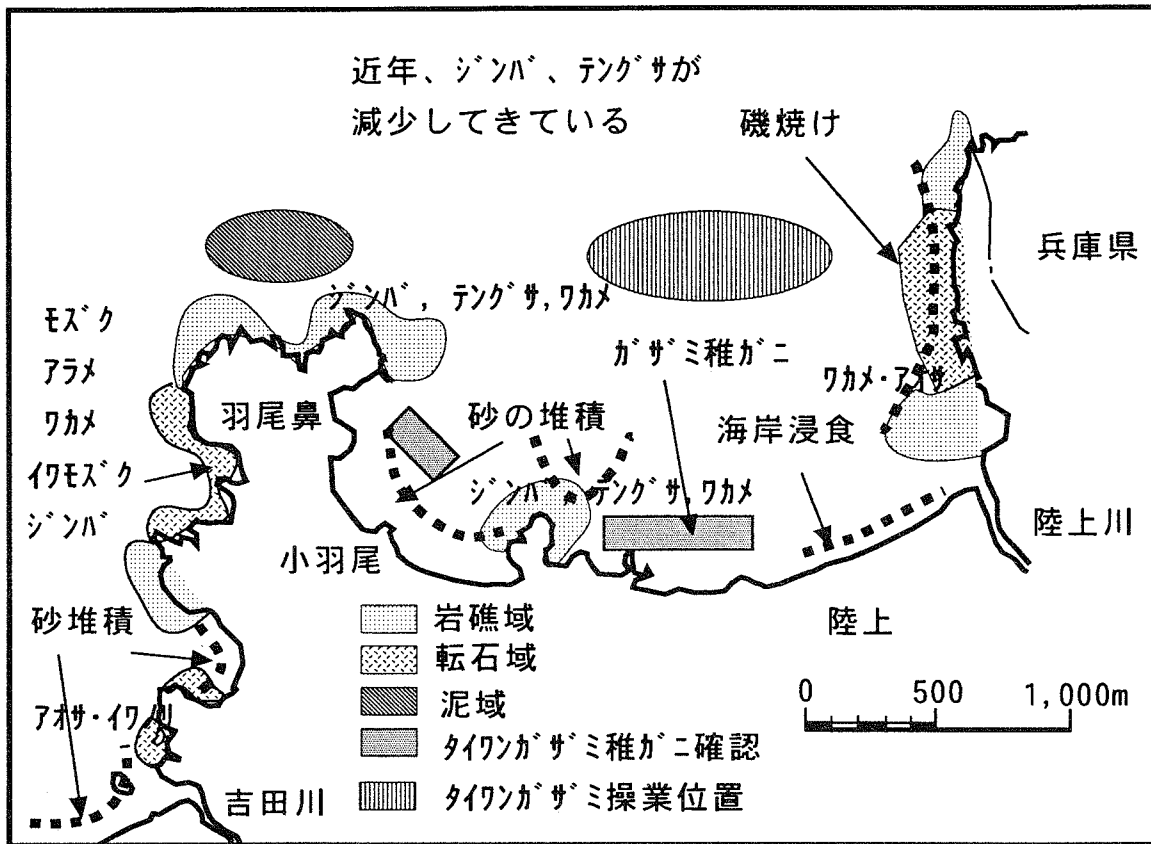 近年、ジンバ、テングサが
減少してきている
磯焼け
兵庫県
ジンバ, テングサ,ワカメ
モズク
アラメ
ワカメ
イワモズク
ジンバ
羽尾鼻
ガザミ稚ガニ
ワカメ・アオサ
砂の堆積
海岸浸食
ジンバ テングサ,ワカメ
陸上川
小羽尾
陸上
砂堆積
アオサ・イワノリ
吉田川
岩礁域
転石域
泥域
タイワンガザミ稚ガニ確認
タイワンガザミ操業位置
0 500 1,000m